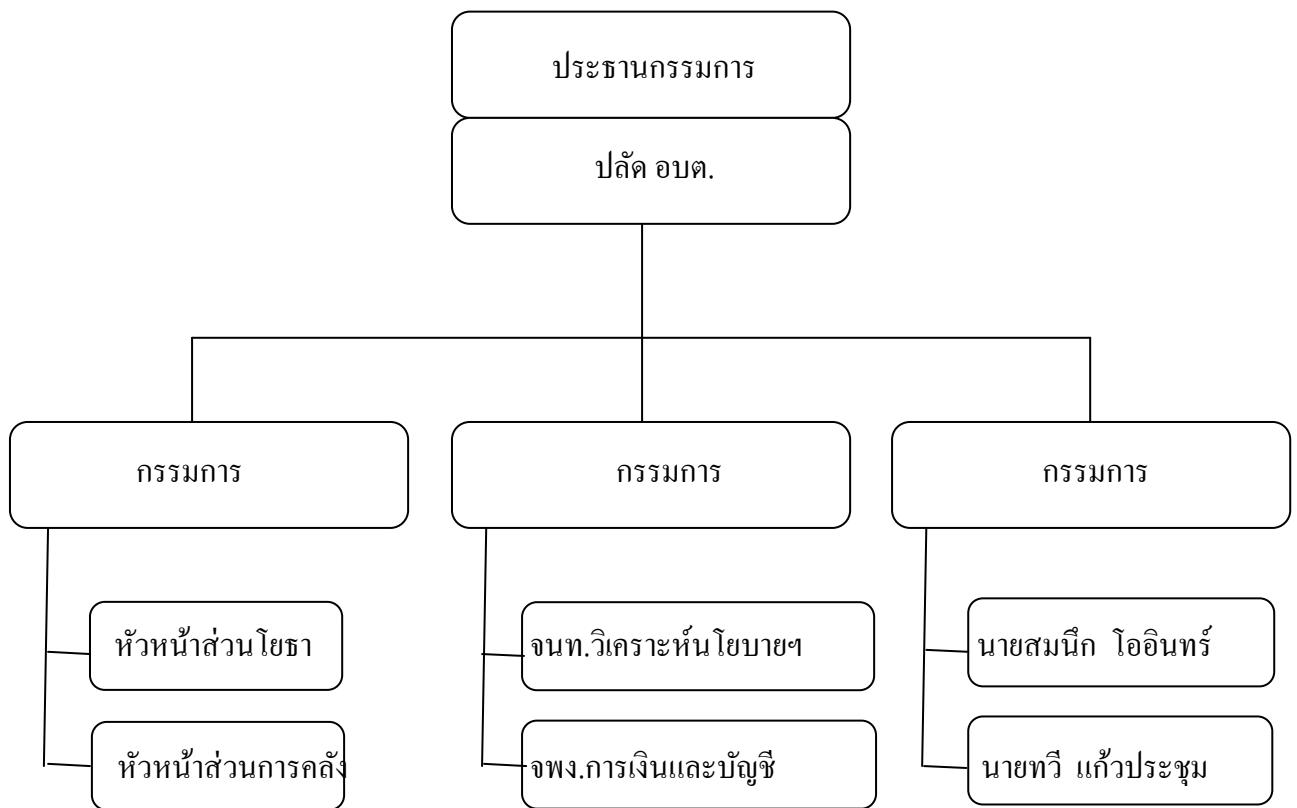 ประธานกรรมการ
ปลัด อบต.
กรรมการ
กรรมการ
กรรมการ
หัวหน้าส่วนโยธา
จนท.วิเคราะห์นโยบายฯ
นายสมนึก โออินทร์
หัวหน้าส่วนการคลัง
จพง.การเงินและบัญชี
นายทวี แก้วประชุม